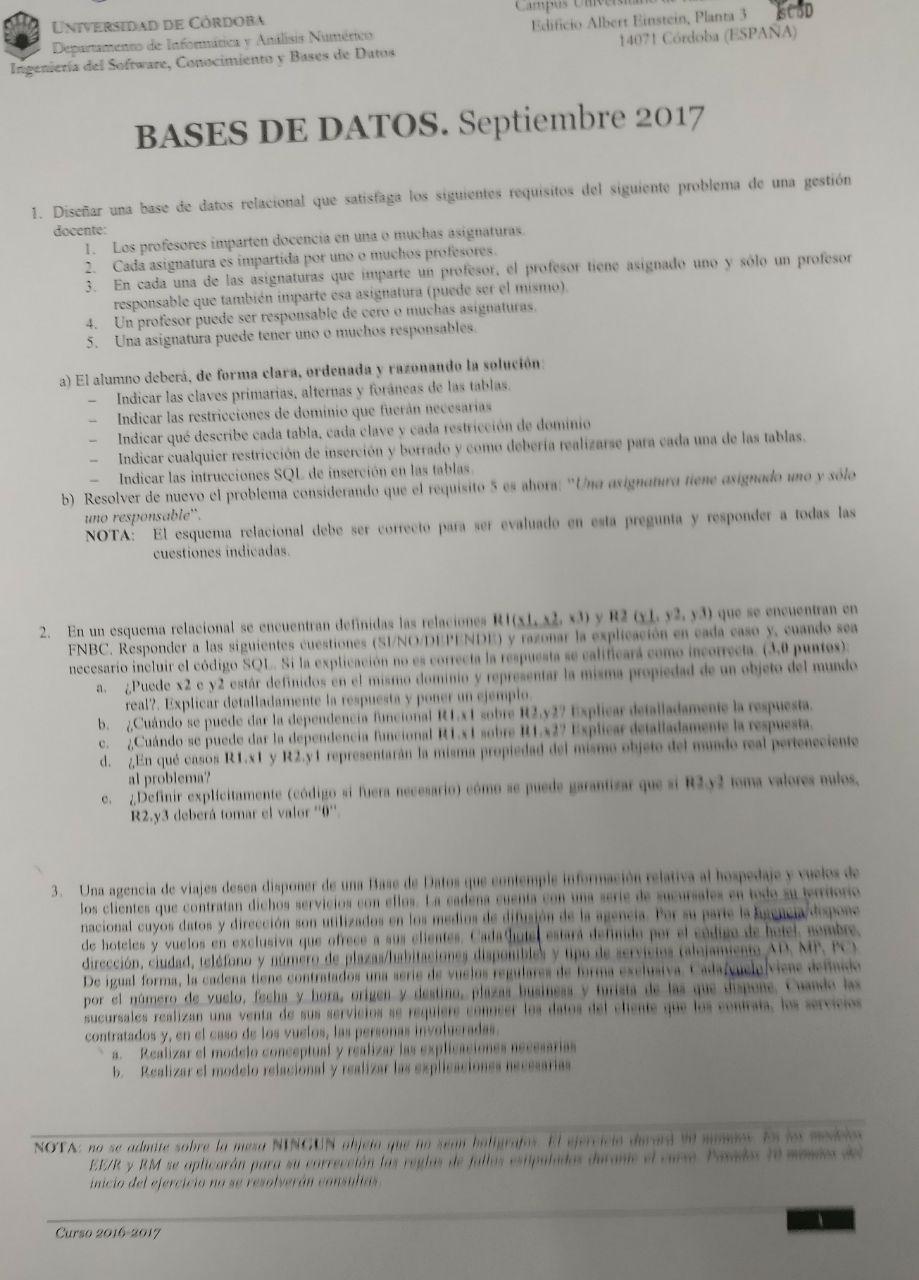 UNIVERSIDAD DE CÓRDOBA
Departamento de Informática y Análisis Numérico
Ingeniería del Software, Conocimiento y Bases de Datos
Campus Universitario de
Edificio Albert Einstein, Planta 3
14071 Córdoba (ESPAÑA)
BASES DE DATOS. Septiembre 2017
1. Diseñar una base de datos relacional que satisfaga los siguientes requisitos del siguiente problema de una gestión
docente:
1. Los profesores imparten docencia en una o muchas asignaturas.
2. Cada asignatura es impartida por uno o muchos profesores.
3. En cada una de las asignaturas que imparte un profesor, el profesor tiene asignado uno y sólo un profesor
responsable que también imparte esa asignatura (puede ser el mismo).
4. Un profesor puede ser responsable de cero o muchas asignaturas.
5. Una asignatura puede tener uno o muchos responsables.
a) El alumno deberá, de forma clara, ordenada y razonando la solución:
– Indicar las claves primarias, alternas y foráneas de las tablas.
– Indicar las restricciones de dominio que fuerán necesarias
– Indicar qué describe cada tabla, cada clave y cada restricción de dominio
– Indicar cualquier restricción de inserción y borrado y como debería realizarse para cada una de las tablas.
– Indicar las intrucciones SQL de inserción en las tablas.
b) Resolver de nuevo el problema considerando que el requisito 5 es ahora: "Una asignatura tiene asignado uno y sólo
uno responsable".
NOTA: El esquema relacional debe ser correcto para ser evaluado en esta pregunta y responder a todas las
cuestiones indicadas.
2. En un esquema relacional se encuentran definidas las relaciones R1(x1, x2, x3) y R2 (y1, y2, y3) que se encuentran en
FNBC. Responder a las siguientes cuestiones (SI/NO/DEPENDE) y razonar la explicación en cada caso y, cuando sea
necesario incluir el código SQL. Si la explicación no es correcta la respuesta se calificará como incorrecta. (3,0 puntos):
a. ¿Puede x2 e y2 estár definidos en el mismo dominio y representar la misma propiedad de un objeto del mundo
real?. Explicar detalladamente la respuesta y poner un ejemplo.
b. ¿Cuándo se puede dar la dependencia funcional R1.x1 sobre R2.y2? Explicar detalladamente la respuesta.
c. ¿Cuándo se puede dar la dependencia funcional R1.x1 sobre R1.x2? Explicar detalladamente la respuesta.
d. ¿En qué casos R1.x1 y R2.y1 representarán la misma propiedad del mismo objeto del mundo real perteneciente
al problema?
e. ¿Definir explícitamente (código si fuera necesario) cómo se puede garantizar que si R2.y2 toma valores nulos,
R2.y3 deberá tomar el valor "0".
3. Una agencia de viajes desea disponer de una Base de Datos que contemple información relativa al hospedaje y vuelos de
los clientes que contratan dichos servicios con ellos. La cadena cuenta con una serie de sucursales en todo su territorio
nacional cuyos datos y dirección son utilizados en los medios de difusión de la agencia. Por su parte la Agencia dispone
de hoteles y vuelos en exclusiva que ofrece a sus clientes. Cada hotel estará definido por el código de hotel, nombre,
dirección, ciudad, teléfono y número de plazas/habitaciones disponibles y tipo de servicios (alojamiento AD, MP, PC).
De igual forma, la cadena tiene contratados una serie de vuelos regulares de forma exclusiva. Cada vuelo viene definido
por el número de vuelo, fecha y hora, origen y destino, plazas business y turista de las que dispone. Cuando las
sucursales realizan una venta de sus servicios se requiere conocer los datos del cliente que los contrata, los servicios
contratados y, en el caso de los vuelos, las personas involucradas.
a. Realizar el modelo conceptual y realizar las explicaciones necesarias
b. Realizar el modelo relacional y realizar las explicaciones necesarias
NOTA: no se admite sobre la mesa NINGUN objeto que no sean bolígrafos. El ejercicio durará 90 minutos. En los modelos
EE/R y RM se aplicarán para su corrección las reglas de fallos estipuladas durante el curso. Pasados 10 minutos del
inicio del ejercicio no se resolverán consultas.
Curso 2016-2017
1